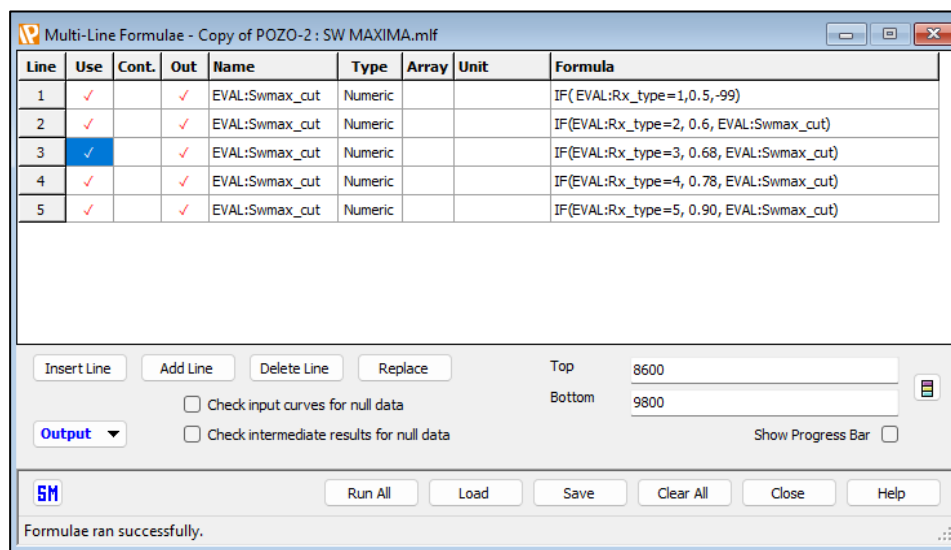 Multi-Line Formulae - Copy of POZO-2 : SW MAXIMA.mlf
Line Use Cont. Out Name Type Array Unit Formula
1 ✓ ✓ EVAL:Swmax_cut Numeric IF( EVAL:Rx_type=1,0.5,-99)
2 ✓ ✓ EVAL:Swmax_cut Numeric IF(EVAL:Rx_type=2, 0.6, EVAL:Swmax_cut)
3 ✓ ✓ EVAL:Swmax_cut Numeric IF(EVAL:Rx_type=3, 0.68, EVAL:Swmax_cut)
4 ✓ ✓ EVAL:Swmax_cut Numeric IF(EVAL:Rx_type=4, 0.78, EVAL:Swmax_cut)
5 ✓ ✓ EVAL:Swmax_cut Numeric IF(EVAL:Rx_type=5, 0.90, EVAL:Swmax_cut)
Insert Line Add Line Delete Line Replace
Top 8600
Check input curves for null data
Bottom 9800
Output
Check intermediate results for null data
Show Progress Bar
SM Run All Load Save Clear All Close Help
Formulae ran successfully.